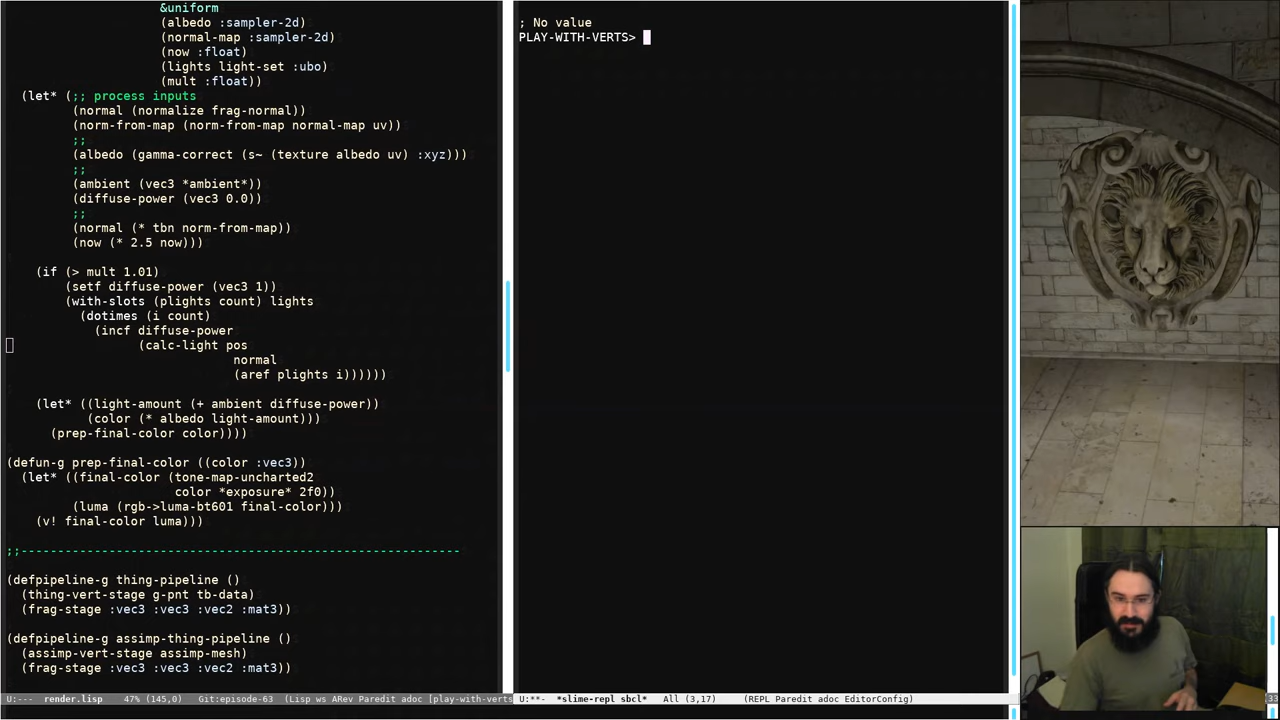 &uniform
(albedo :sampler-2d)
(normal-map :sampler-2d)
(now :float)
(lights light-set :ubo)
(mult :float))
(let* (;; process inputs
(normal (normalize frag-normal))
(norm-from-map (norm-from-map normal-map uv))
;;
(albedo (gamma-correct (s~ (texture albedo uv) :xyz)))
;;
(ambient (vec3 *ambient*))
(diffuse-power (vec3 0.0))
;;
(normal (* tbn norm-from-map))
(now (* 2.5 now)))
(if (> mult 1.01)
(setf diffuse-power (vec3 1))
(with-slots (plights count) lights
(dotimes (i count)
(incf diffuse-power
(calc-light pos
normal
(aref plights i))))))
(let* ((light-amount (+ ambient diffuse-power))
(color (* albedo light-amount)))
(prep-final-color color))))
(defun-g prep-final-color ((color :vec3))
(let* ((final-color (tone-map-uncharted2
color *exposure* 2f0))
(luma (rgb->luma-bt601 final-color)))
(v! final-color luma)))
;;------------------------------------------------------------
(defpipeline-g thing-pipeline ()
(thing-vert-stage g-pnt tb-data)
(frag-stage :vec3 :vec3 :vec2 :mat3))
(defpipeline-g assimp-thing-pipeline ()
(assimp-vert-stage assimp-mesh)
(frag-stage :vec3 :vec3 :vec2 :mat3))
U:--- render.lisp 47% (145,0) Git:episode-63 (Lisp ws ARev Paredit adoc [play-with-verts
; No value
PLAY-WITH-VERTS>
U:**- *slime-repl sbcl* All (3,17) (REPL Paredit adoc EditorConfig)